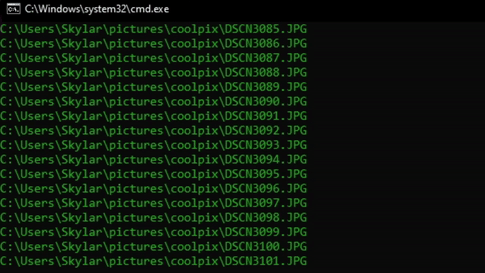 C:\Windows\system32\cmd.exe
C:\Users\Skylar\pictures\coolpix\DSCN3085.JPG
C:\Users\Skylar\pictures\coolpix\DSCN3086.JPG
C:\Users\Skylar\pictures\coolpix\DSCN3087.JPG
C:\Users\Skylar\pictures\coolpix\DSCN3088.JPG
C:\Users\Skylar\pictures\coolpix\DSCN3089.JPG
C:\Users\Skylar\pictures\coolpix\DSCN3090.JPG
C:\Users\Skylar\pictures\coolpix\DSCN3091.JPG
C:\Users\Skylar\pictures\coolpix\DSCN3092.JPG
C:\Users\Skylar\pictures\coolpix\DSCN3093.JPG
C:\Users\Skylar\pictures\coolpix\DSCN3094.JPG
C:\Users\Skylar\pictures\coolpix\DSCN3095.JPG
C:\Users\Skylar\pictures\coolpix\DSCN3096.JPG
C:\Users\Skylar\pictures\coolpix\DSCN3097.JPG
C:\Users\Skylar\pictures\coolpix\DSCN3098.JPG
C:\Users\Skylar\pictures\coolpix\DSCN3099.JPG
C:\Users\Skylar\pictures\coolpix\DSCN3100.JPG
C:\Users\Skylar\pictures\coolpix\DSCN3101.JPG